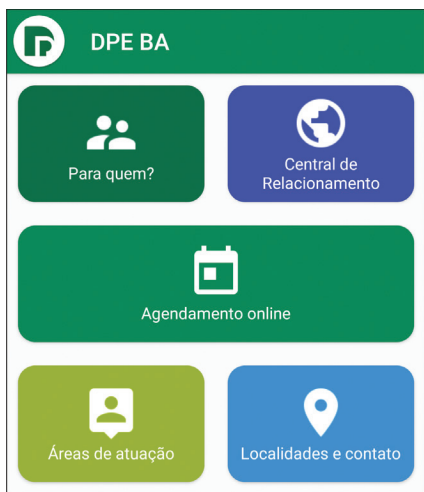 DPE BA
Para quem?
Central de
Relacionamento
Agendamento online
Áreas de atuação
Localidades e contato